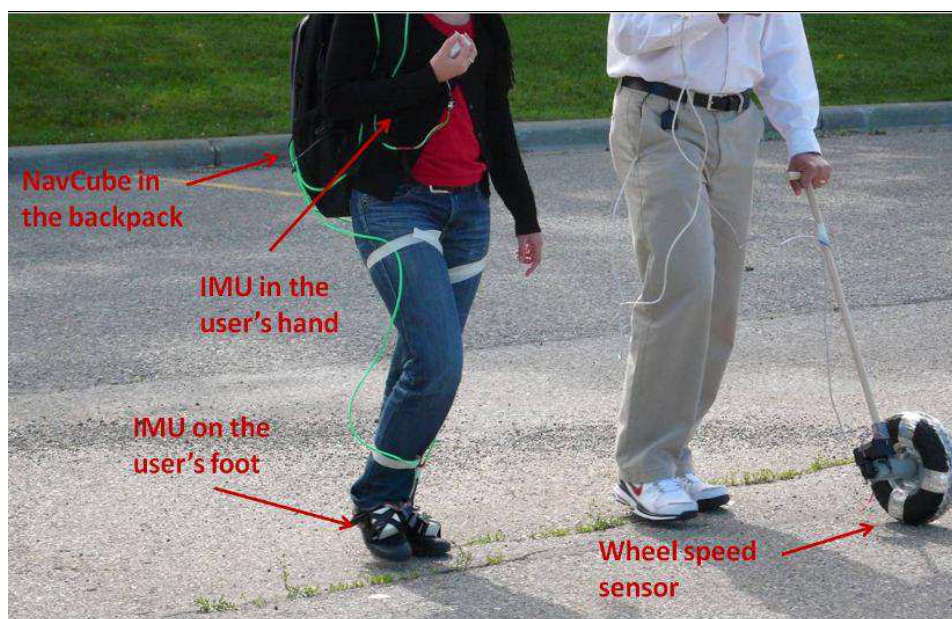 NavCube in
the backpack
IMU in the
user's hand
IMU on the
user's foot
Wheel speed
sensor